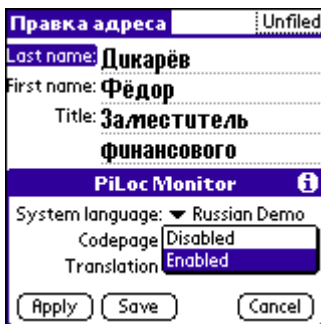 Правка адреса Unfiled
Last name: Дикарёв
First name: Фёдор
Title: Заместитель
финансового
PiLoc Monitor i
System language: Russian Demo
Codepage Disabled
Translation Enabled
Apply Save Cancel